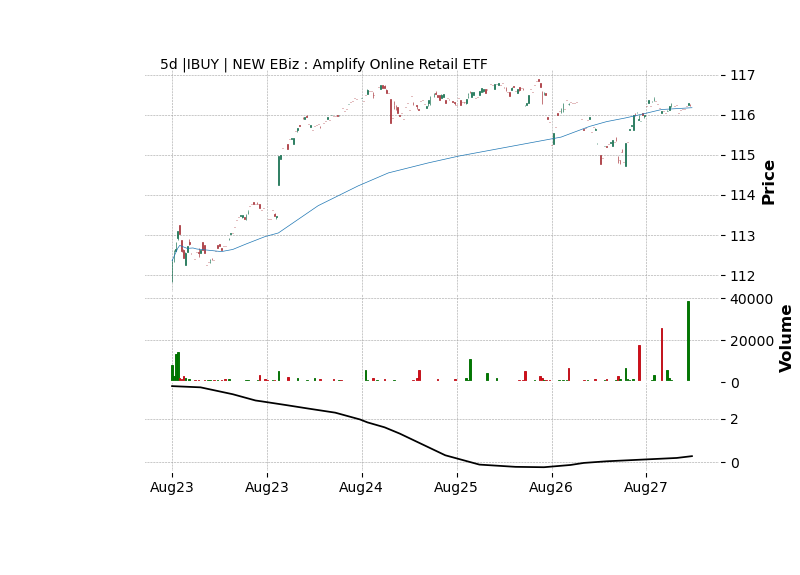 5d |IBUY | NEW EBiz : Amplify Online Retail ETF
117
116
115
114
113
112
Price
40000
20000
0
Volume
2
0
Aug23 Aug23 Aug24 Aug25 Aug26 Aug27